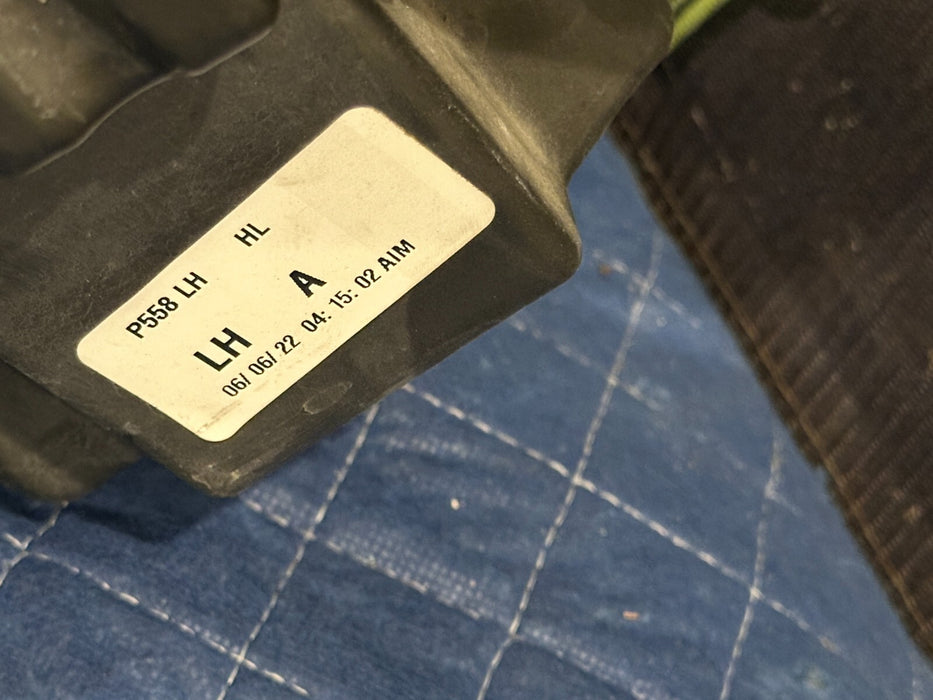 P558 LH HL
LH A
06/ 06/ 22 04: 15: 02 AIM